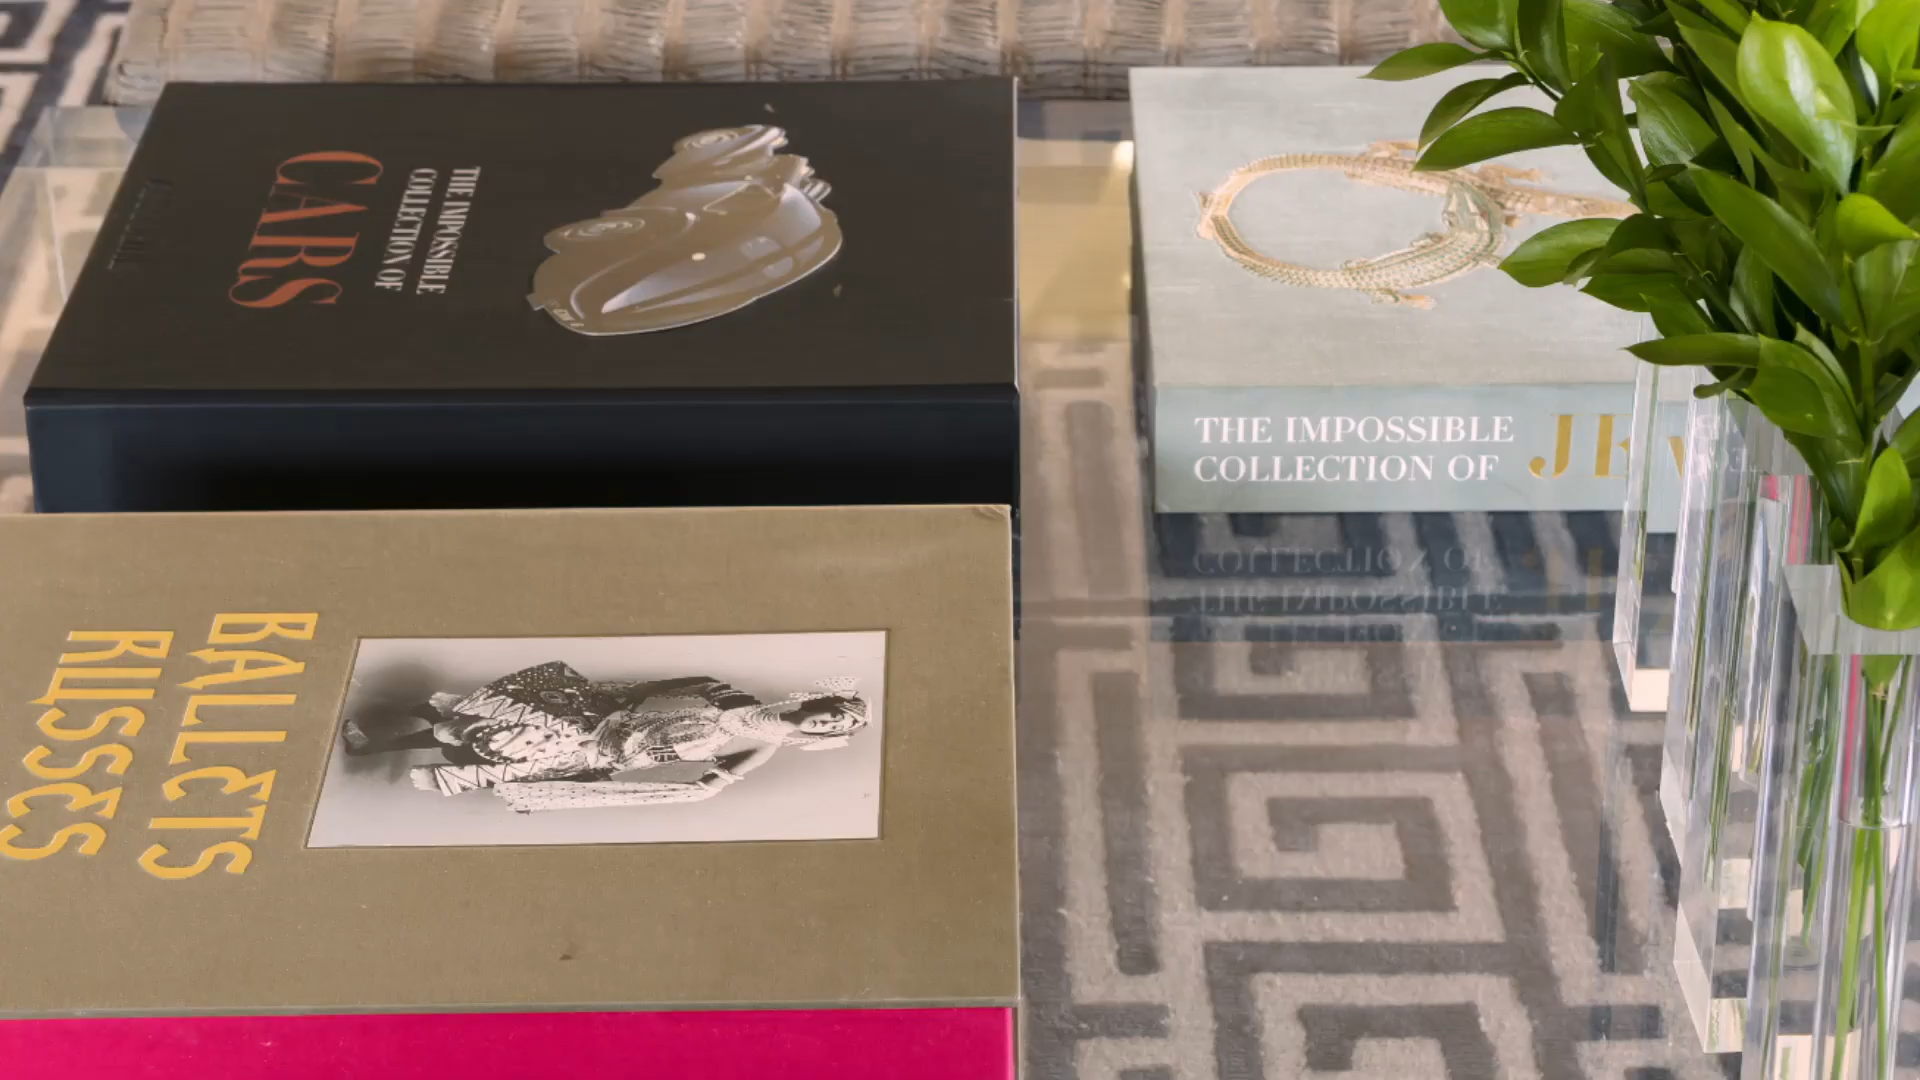 THE IMPOSSIBLE
COLLECTION OF
CARS
THE IMPOSSIBLE
COLLECTION OF
BALLETS
RUSSES